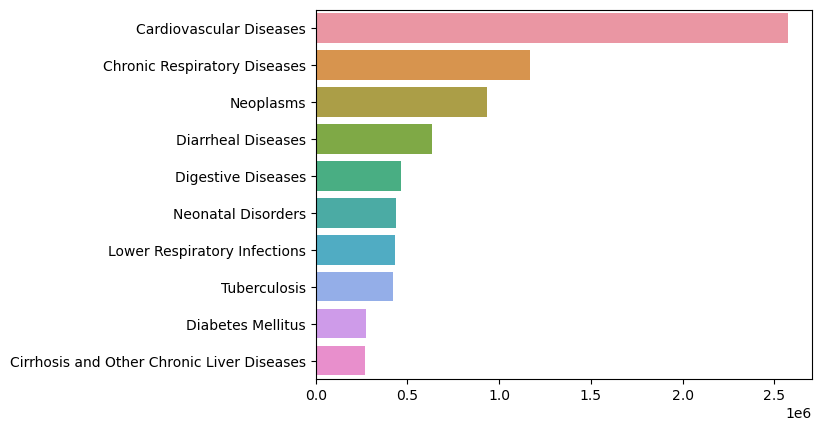 Cardiovascular Diseases
Chronic Respiratory Diseases
Neoplasms
Diarrheal Diseases
Digestive Diseases
Neonatal Disorders
Lower Respiratory Infections
Tuberculosis
Diabetes Mellitus
Cirrhosis and Other Chronic Liver Diseases
0.0 0.5 1.0 1.5 2.0 2.5
1e6